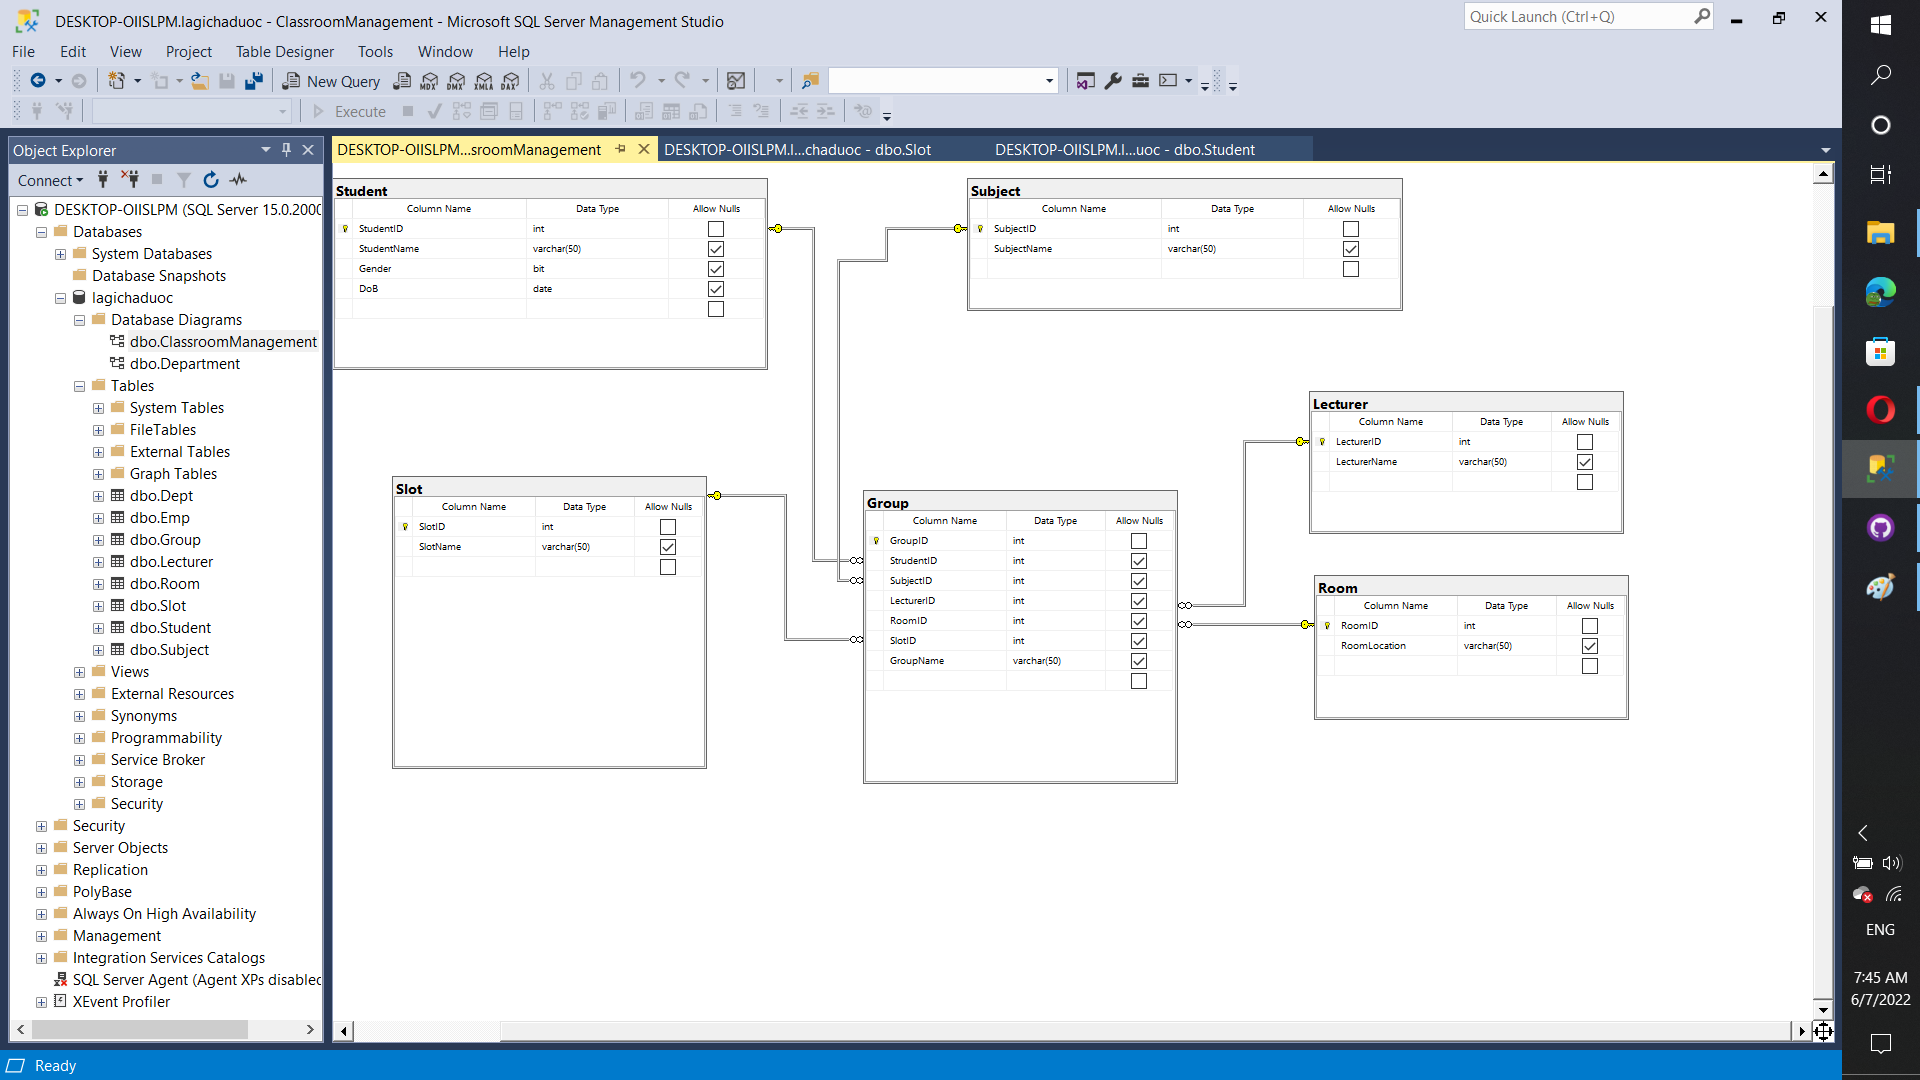 DESKTOP-OIISLPM.lagichaduoc - ClassroomManagement - Microsoft SQL Server Management Studio
Quick Launch (Ctrl+Q)
File Edit View Project Table Designer Tools Window Help
New Query MDX DMX XMLA DAX
Execute
Object Explorer
Connect
DESKTOP-OIISLPM (SQL Server 15.0.2000
Databases
System Databases
Database Snapshots
lagichaduoc
Database Diagrams
dbo.ClassroomManagement
dbo.Department
Tables
System Tables
FileTables
External Tables
Graph Tables
dbo.Dept
dbo.Emp
dbo.Group
dbo.Lecturer
dbo.Room
dbo.Slot
dbo.Student
dbo.Subject
Views
External Resources
Synonyms
Programmability
Service Broker
Storage
Security
Security
Server Objects
Replication
PolyBase
Always On High Availability
Management
Integration Services Catalogs
SQL Server Agent (Agent XPs disabled
XEvent Profiler
DESKTOP-OIISLPM...sroomManagement
DESKTOP-OIISLPM.l...chaduoc - dbo.Slot
DESKTOP-OIISLPM.l...uoc - dbo.Student
Student
Column Name Data Type Allow Nulls
StudentID int
StudentName varchar(50)
Gender bit
DoB date
Subject
Column Name Data Type Allow Nulls
SubjectID int
SubjectName varchar(50)
Lecturer
Column Name Data Type Allow Nulls
LecturerID int
LecturerName varchar(50)
Slot
Column Name Data Type Allow Nulls
SlotID int
SlotName varchar(50)
Group
Column Name Data Type Allow Nulls
GroupID int
StrudentID int
SubjectID int
LecturerID int
RoomID int
SlotID int
GroupName varchar(50)
Room
Column Name Data Type Allow Nulls
RoomID int
RoomLocation varchar(50)
Ready
ENG
7:45 AM
6/7/2022